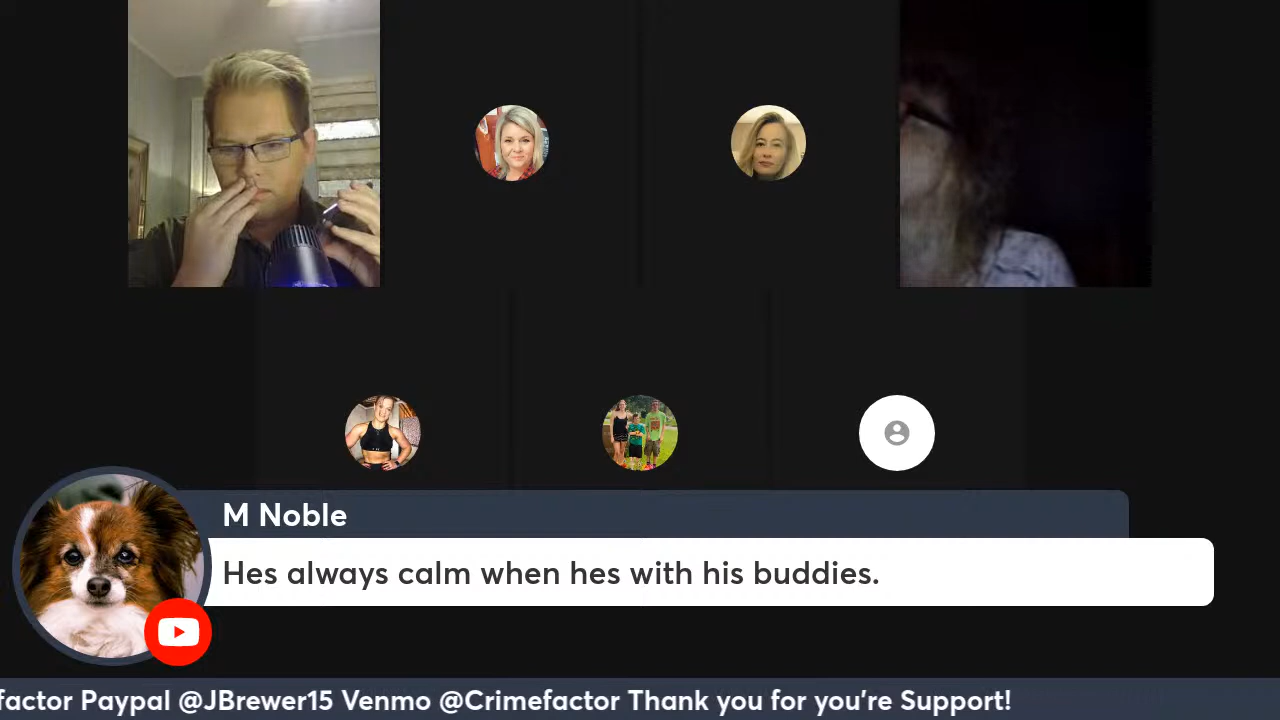 M Noble
Hes always calm when hes with his buddies.
factor Paypal @JBrewer15 Venmo @Crimefactor Thank you for you're Support!